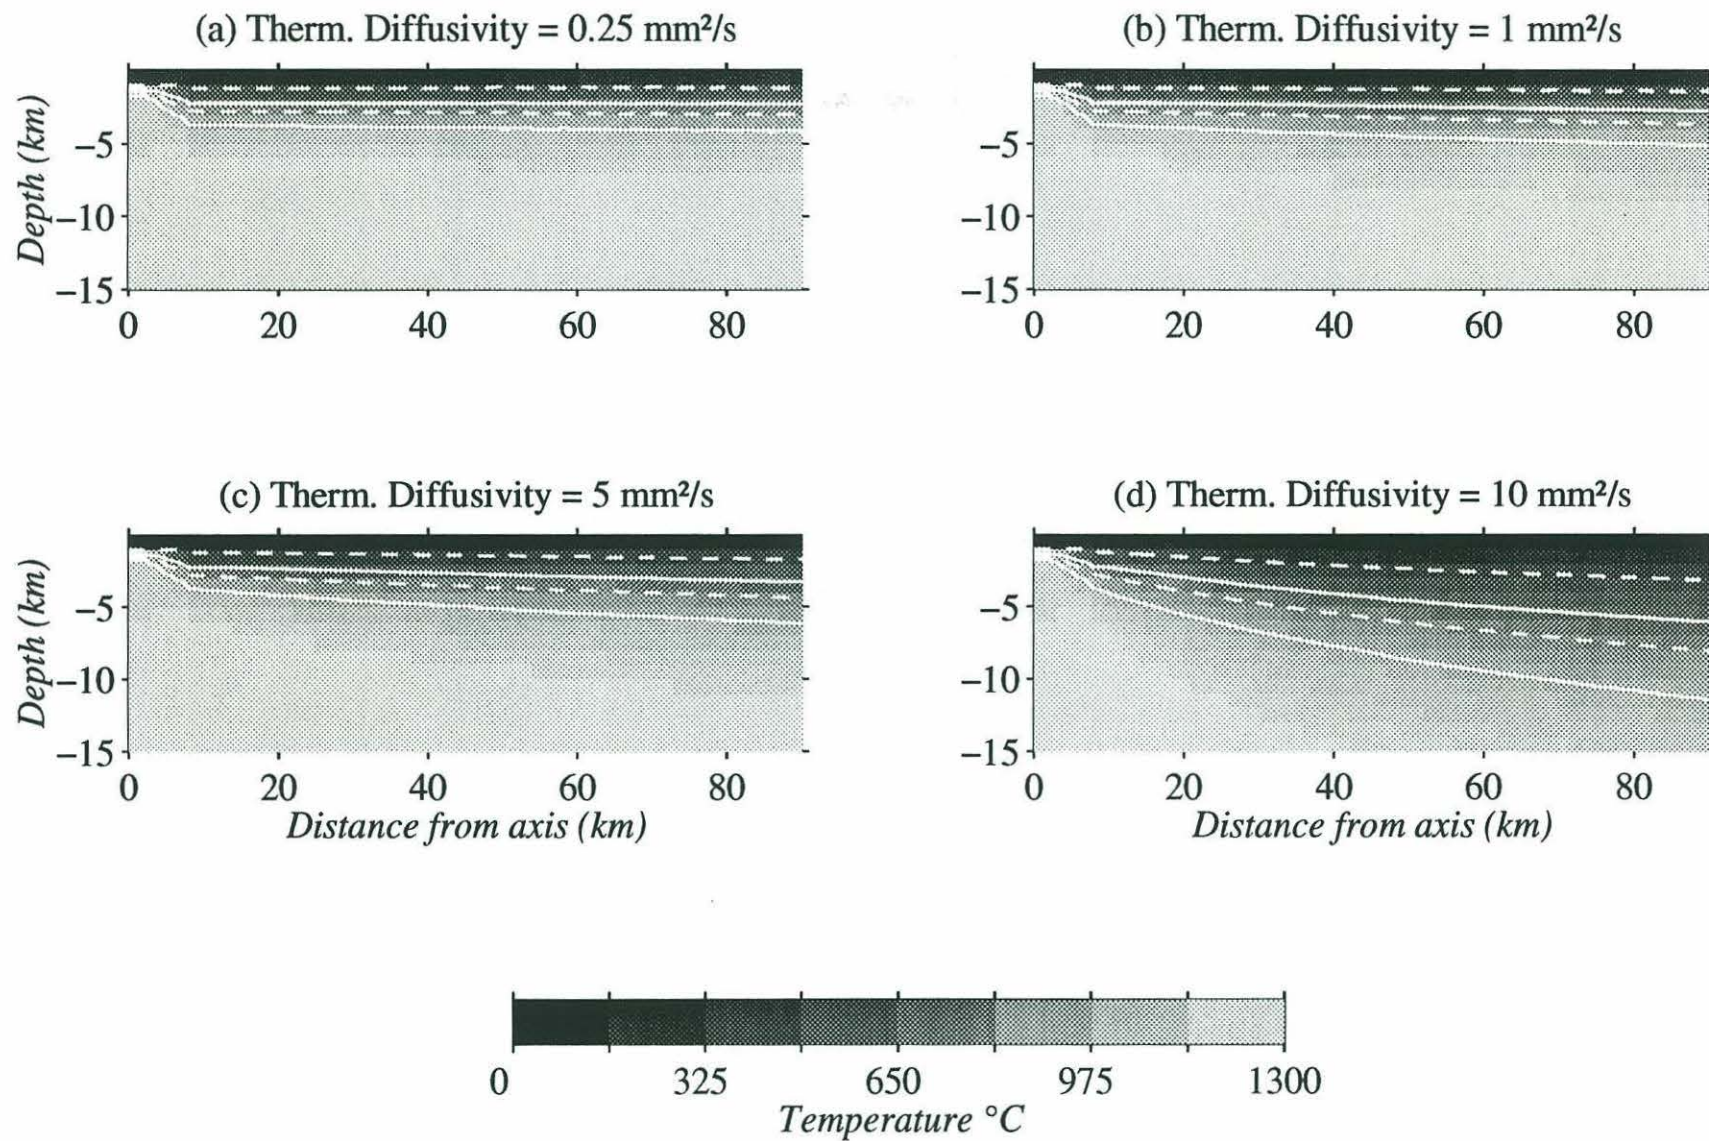 (a) Therm. Diffusivity = 0.25 mm²/s
(b) Therm. Diffusivity = 1 mm²/s
Depth (km)
−5
−10
−15
0 20 40 60 80
−5
−10
−15
0 20 40 60 80
(c) Therm. Diffusivity = 5 mm²/s
(d) Therm. Diffusivity = 10 mm²/s
Depth (km)
−5
−10
−15
0 20 40 60 80
Distance from axis (km)
−5
−10
−15
0 20 40 60 80
Distance from axis (km)
0 325 650 975 1300
Temperature °C